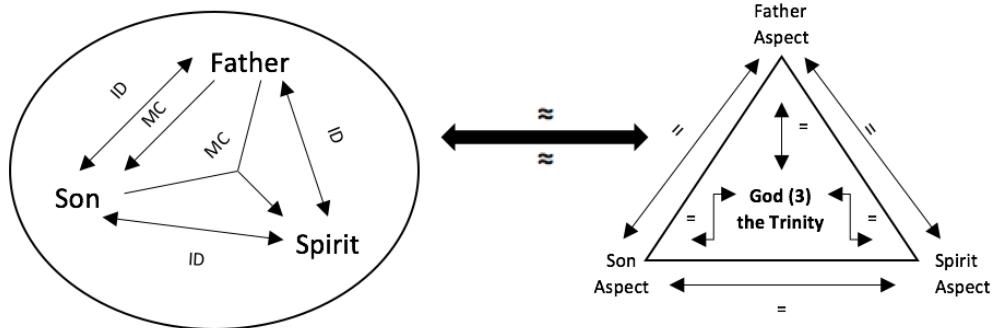 Father
ID
MC
MC
ID
Son
Spirit
ID
≈
≈
Father
Aspect
=
=
=
God (3)
the Trinity
=
=
Son
Aspect
Spirit
Aspect
=